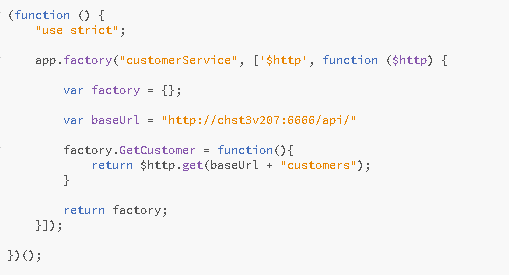 (function () {
    "use strict";
    app.factory("customerService", ['$http', function ($http) {
        var factory = {};
        var baseUrl = "http://chst3v207:6666/api/"
        factory.GetCustomer = function(){
            return $http.get(baseUrl + "customers");
        }
        return factory;
    }]);
})();